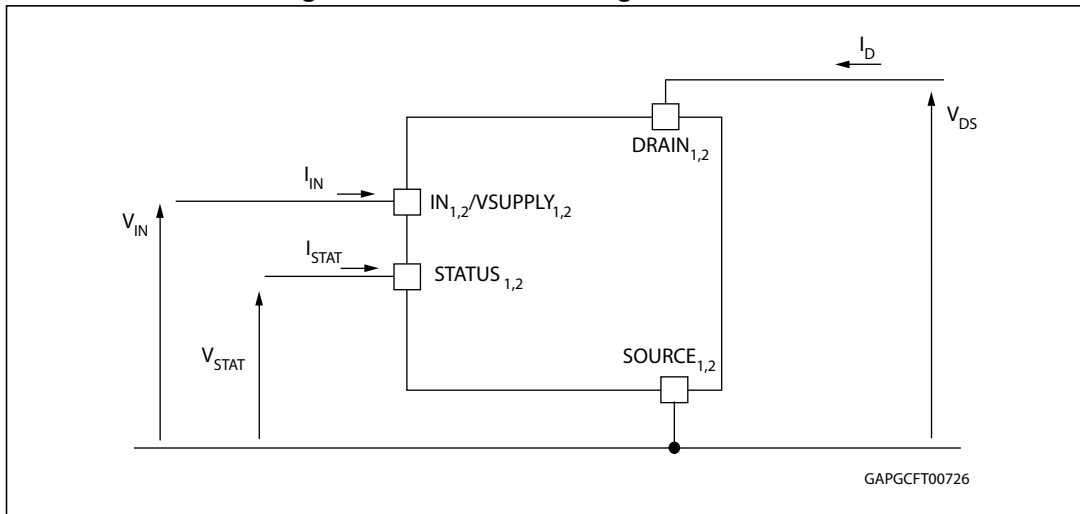 I_D
V_DS
DRAIN_1,2
I_IN
IN_1,2/VSUPPLY_1,2
V_IN
I_STAT
STATUS_1,2
V_STAT
SOURCE_1,2
GAPGCFT00726